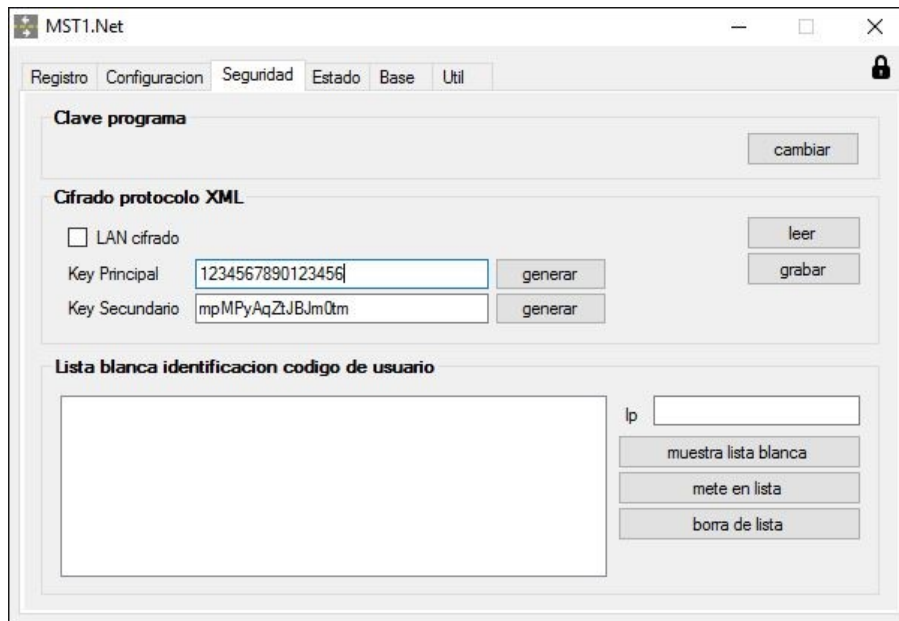 MST1.Net
Registro Configuracion Seguridad Estado Base Util
Clave programa
cambiar
Cifrado protocolo XML
LAN cifrado
leer
Key Principal 1234567890123456 generar
grabar
Key Secundario mpMPyAqZtJBJm0tm generar
Lista blanca identificacion codigo de usuario
Ip
muestra lista blanca
mete en lista
borra de lista